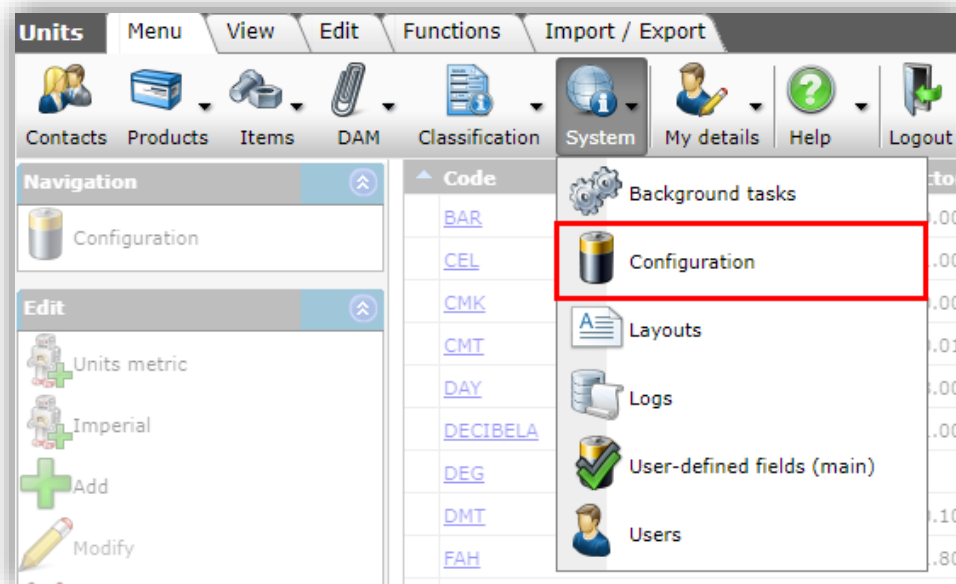 Units Menu View Edit Functions Import / Export
Contacts Products Items DAM Classification System My details Help Logout
Navigation
Configuration
Edit
Units metric
Imperial
Add
Modify
Code
BAR
CEL
CMK
CMT
DAY
DECIBELA
DEG
DMT
FAH
Background tasks
Configuration
Layouts
Logs
User-defined fields (main)
Users